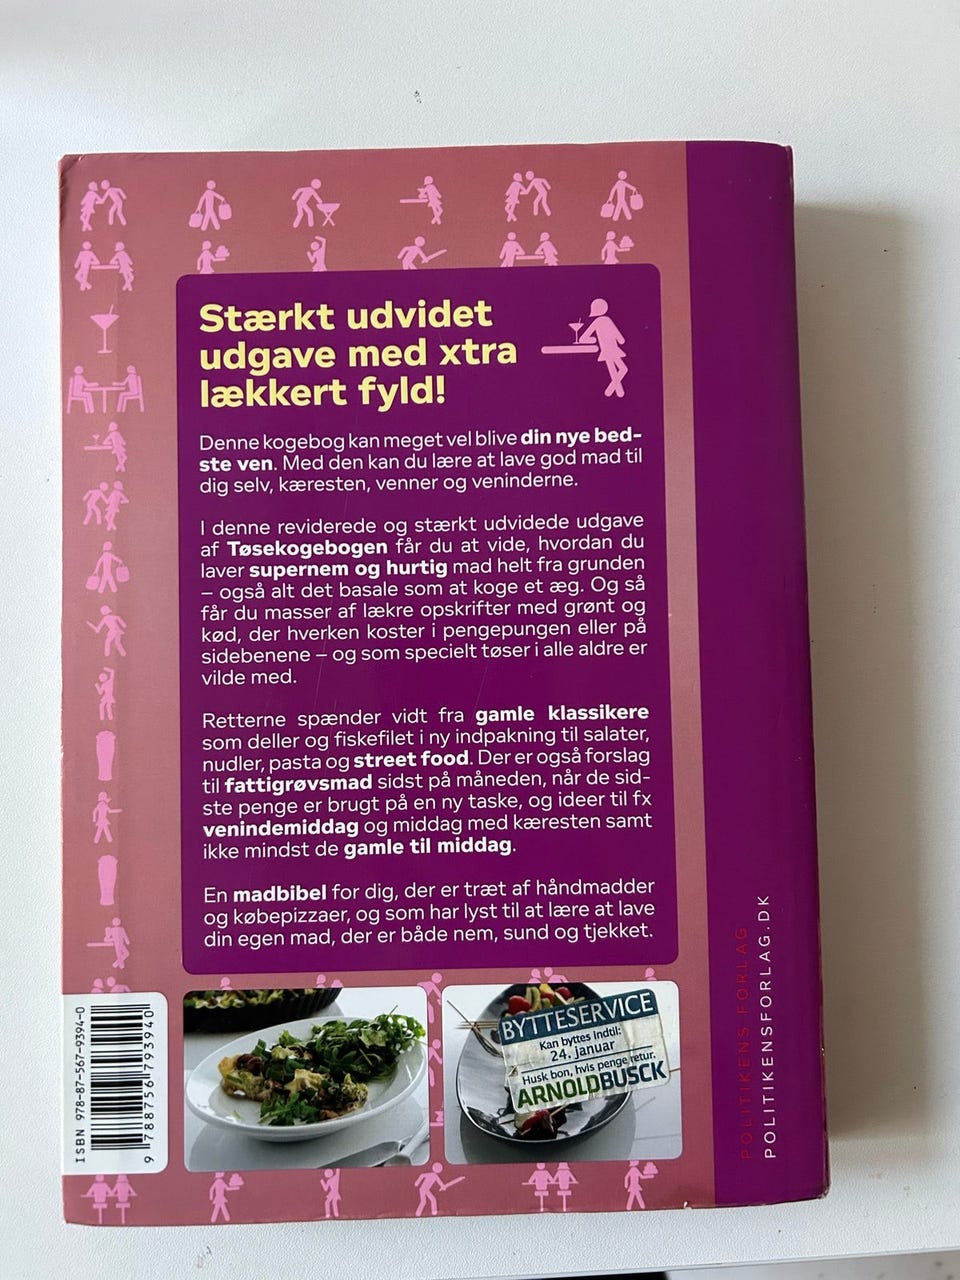 Stærkt udvidet
udgave med xtra
lækkert fyld!
Denne kogebog kan meget vel blive din nye bed-
ste ven. Med den kan du lære at lave god mad til
dig selv, kæresten, venner og veninderne.
I denne reviderede og stærkt udvidede udgave
af Tøsekogebogen får du at vide, hvordan du
laver supernem og hurtig mad helt fra grunden
– også alt det basale som at koge et æg. Og så
får du masser af lækre opskrifter med grønt og
kød, der hverken koster i pengepungen eller på
sidebenene – og som specielt tøser i alle aldre er
vilde med.
Retterne spænder vidt fra gamle klassikere
som deller og fiskefilet i ny indpakning til salater,
nudler, pasta og street food. Der er også forslag
til fattigrøvsmad sidst på måneden, når de sid-
ste penge er brugt på en ny taske, og ideer til fx
venindemiddag og middag med kæresten samt
ikke mindst de gamle til middag.
En madbibel for dig, der er træt af håndmadder
og købepizzaer, og som har lyst til at lære at lave
din egen mad, der er både nem, sund og tjekket.
ISBN 978-87-567-9394-0
9 788756 793940
BYTTESERVICE
Kan byttes indtil:
24. januar
Husk bon, hvis penge retur.
ARNOLDBUSCK
POLITIKENS FORLAG
POLITIKENSFORLAG.DK